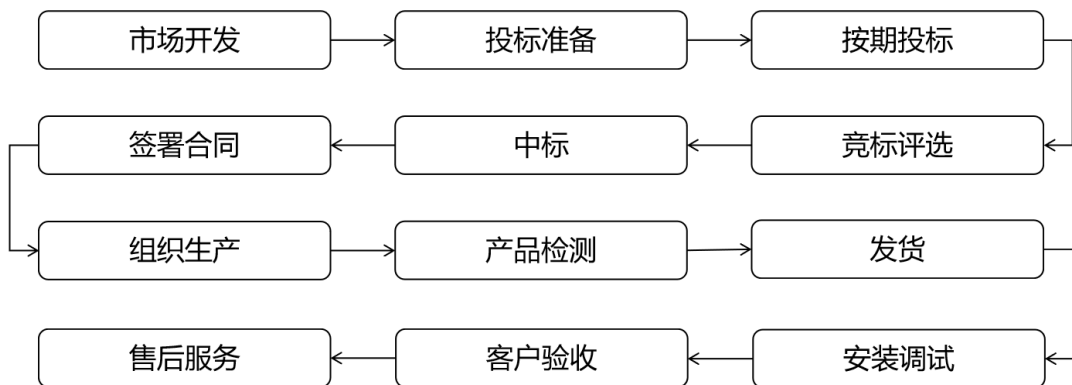 市场开发
投标准备
按期投标
竞标评选
中标
签署合同
组织生产
产品检测
发货
安装调试
客户验收
售后服务